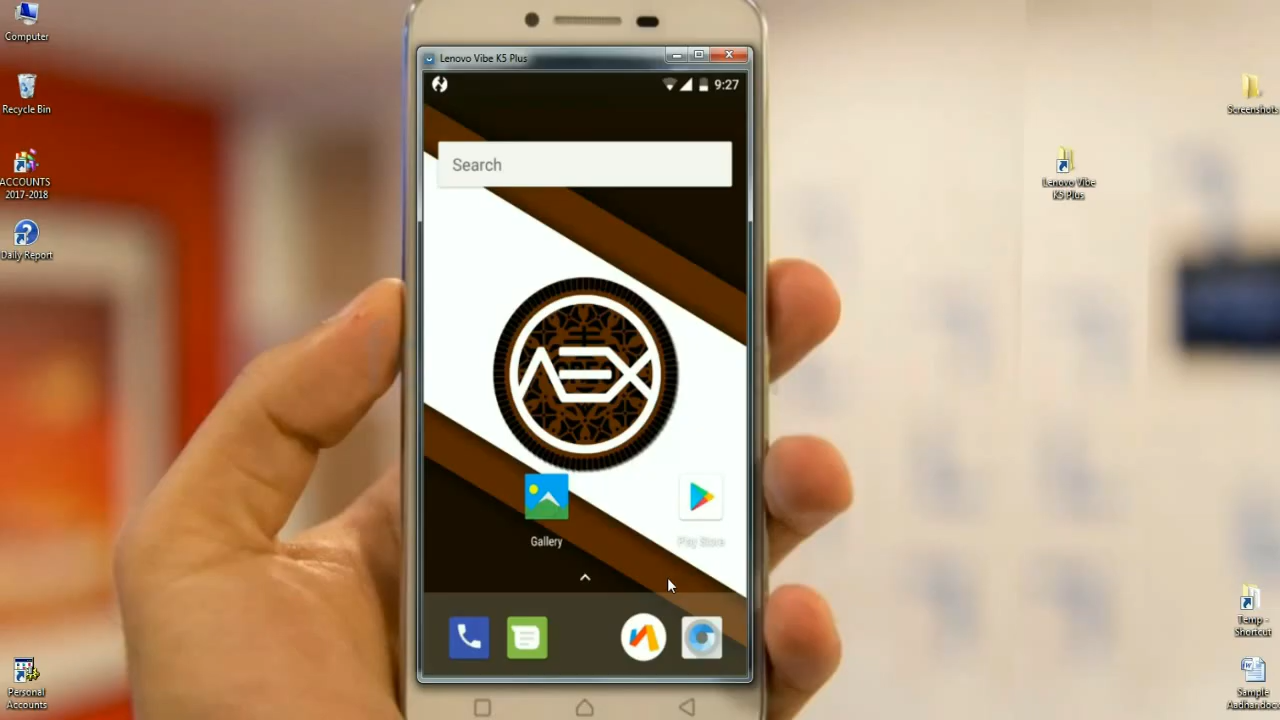 Computer
Recycle Bin
ACCOUNTS
2017-2018
Daily Report
Personal
Accounts
Lenovo Vibe K5 Plus
9:27
Search
AEX
Gallery
Play Store
Screenshots
Lenovo Vibe
K5 Plus
Temp -
Shortcut
Sample
Aadhar.docx